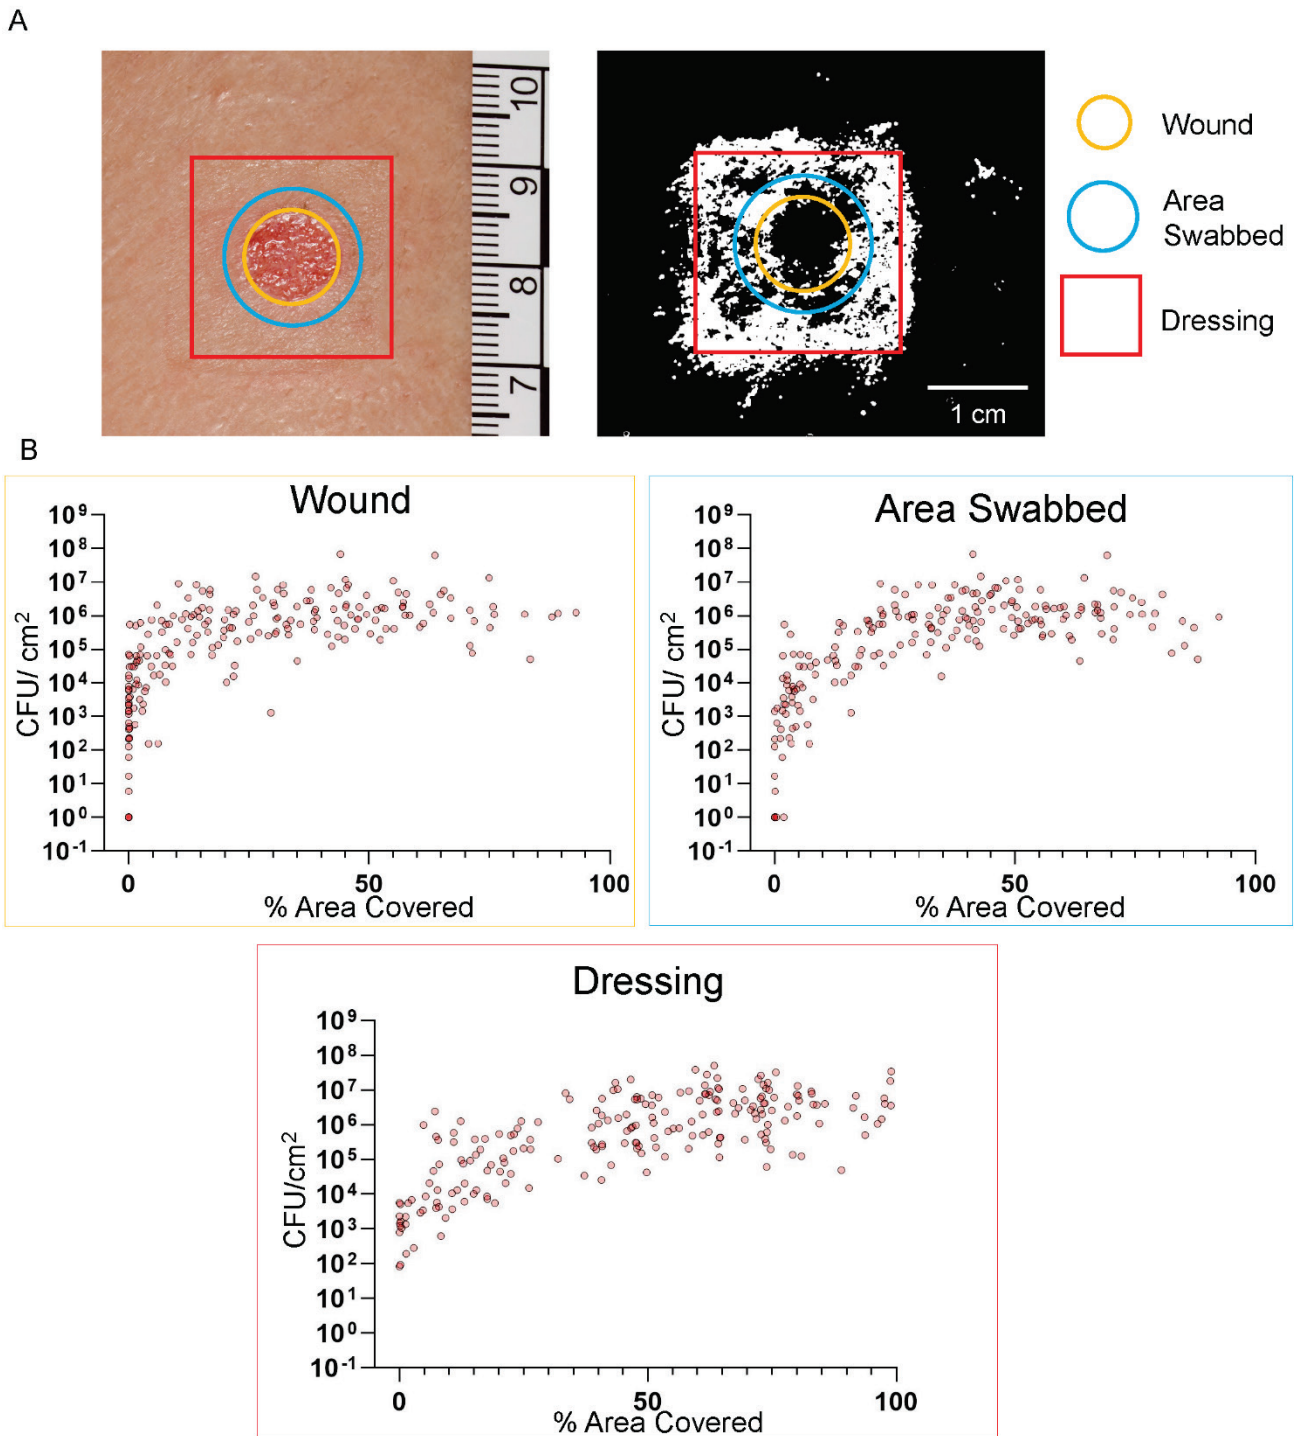 A
10
9
8
7
1 cm
Wound
Area
Swabbed
Dressing
B
Wound
10⁹
10⁸
10⁷
10⁶
10⁵
10⁴
10³
10²
10¹
10⁰
10⁻¹
CFU/ cm²
0 50 100
% Area Covered
Area Swabbed
10⁹
10⁸
10⁷
10⁶
10⁵
10⁴
10³
10²
10¹
10⁰
10⁻¹
CFU/ cm²
0 50 100
% Area Covered
Dressing
10⁹
10⁸
10⁷
10⁶
10⁵
10⁴
10³
10²
10¹
10⁰
10⁻¹
CFU/cm²
0 50 100
% Area Covered